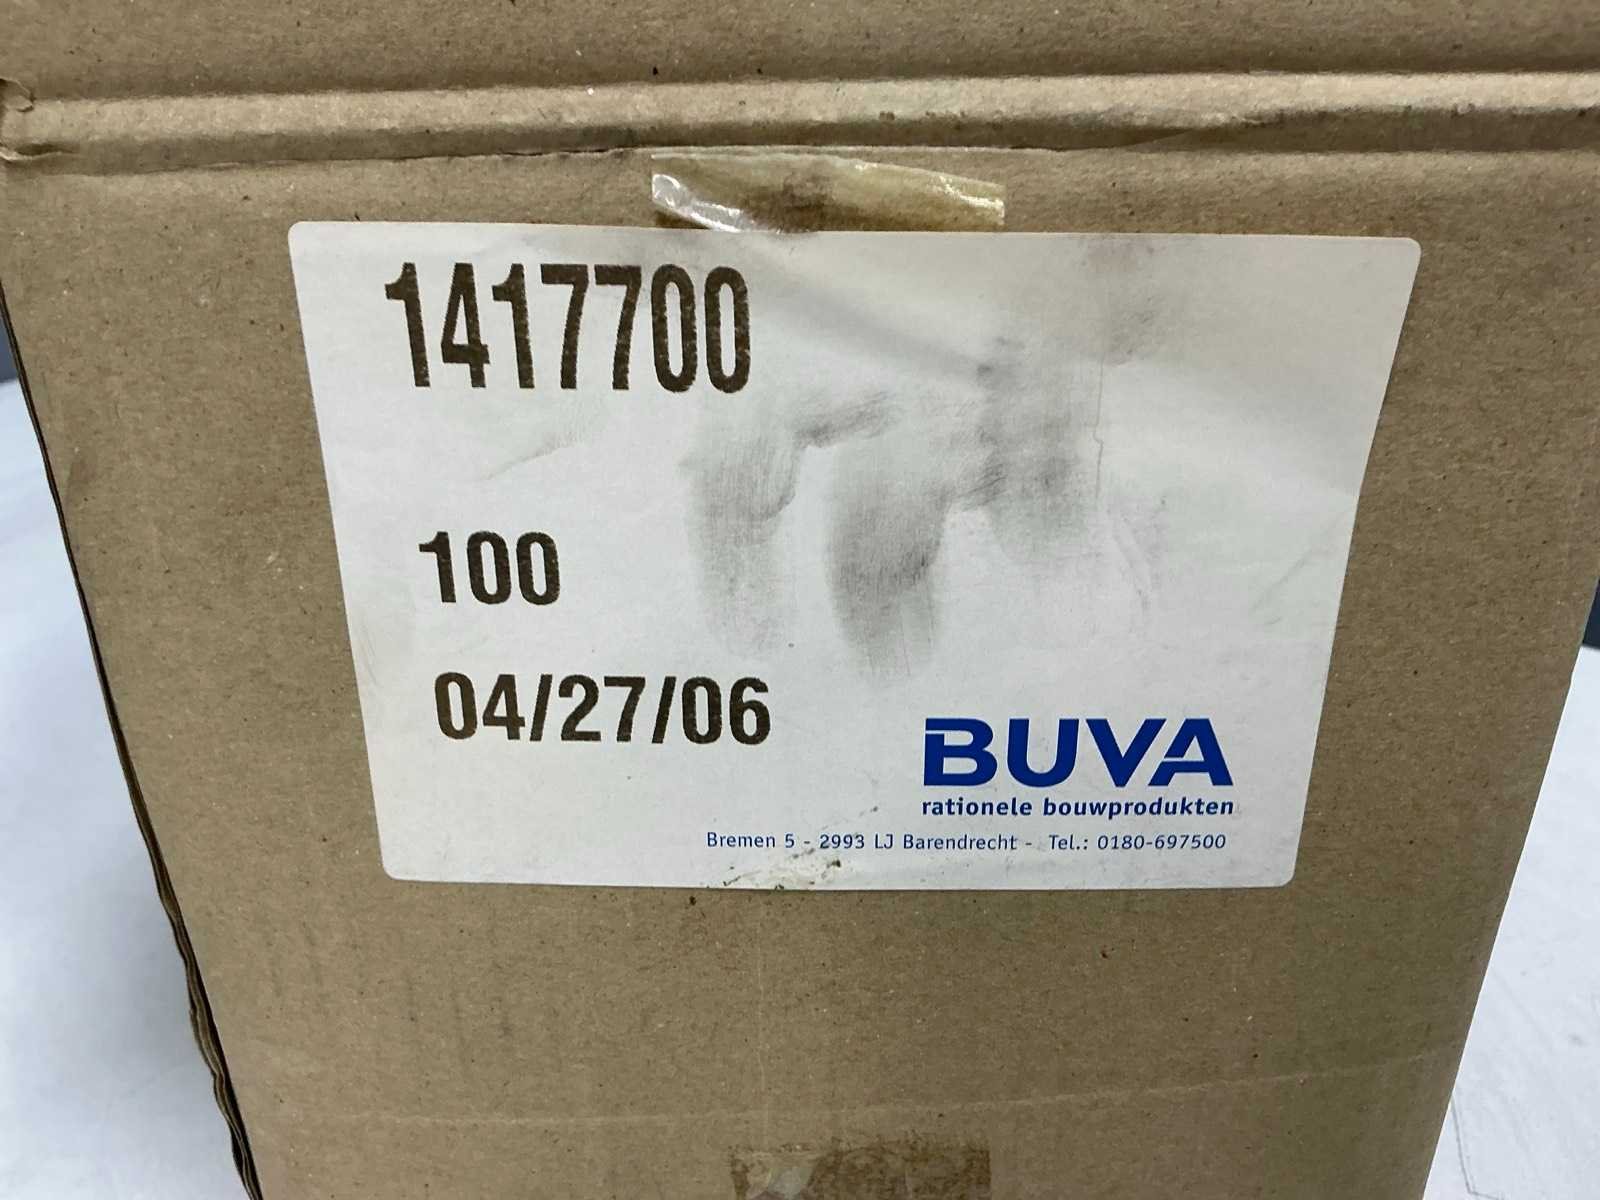 1417700
100
04/27/06
BUVA
rationele bouwprodukten
Bremen 5 - 2993 LJ Barendrecht - Tel.: 0180-697500